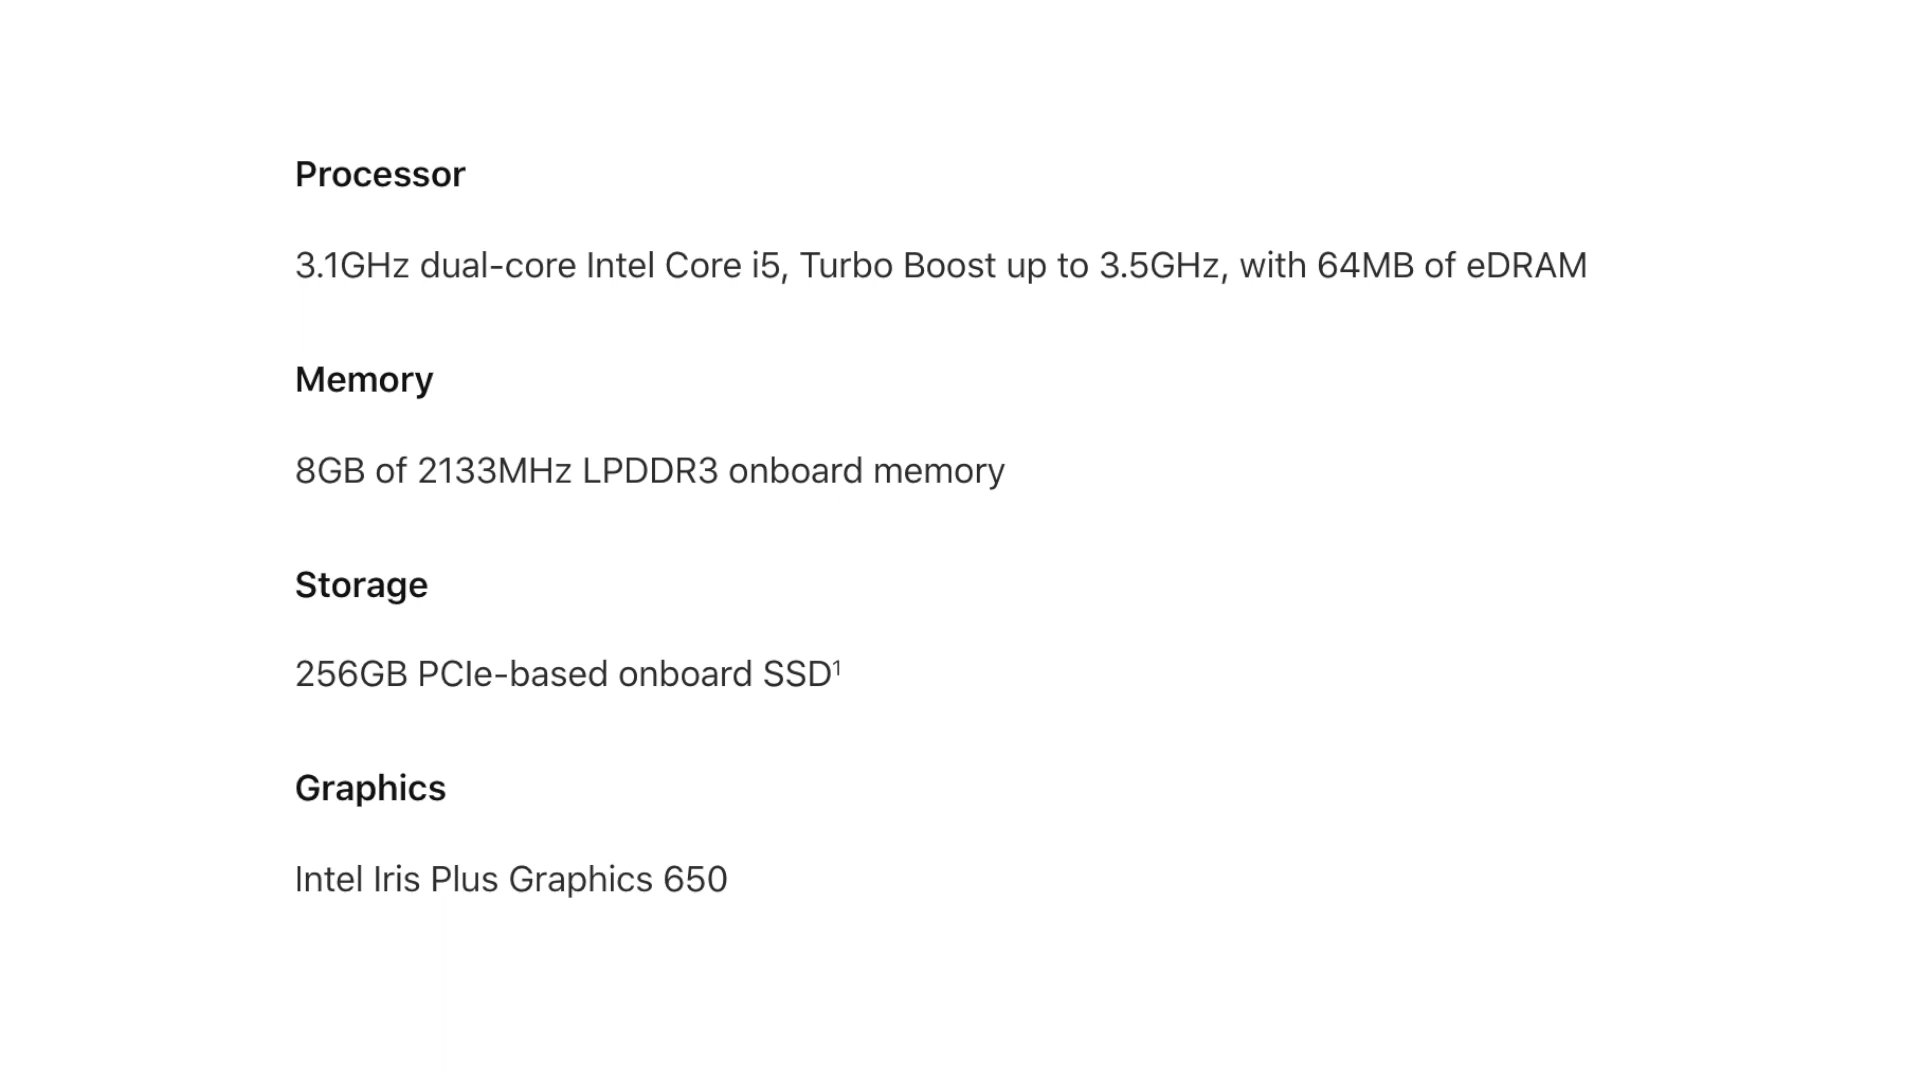 Processor
3.1GHz dual-core Intel Core i5, Turbo Boost up to 3.5GHz, with 64MB of eDRAM
Memory
8GB of 2133MHz LPDDR3 onboard memory
Storage
256GB PCIe-based onboard SSD¹
Graphics
Intel Iris Plus Graphics 650